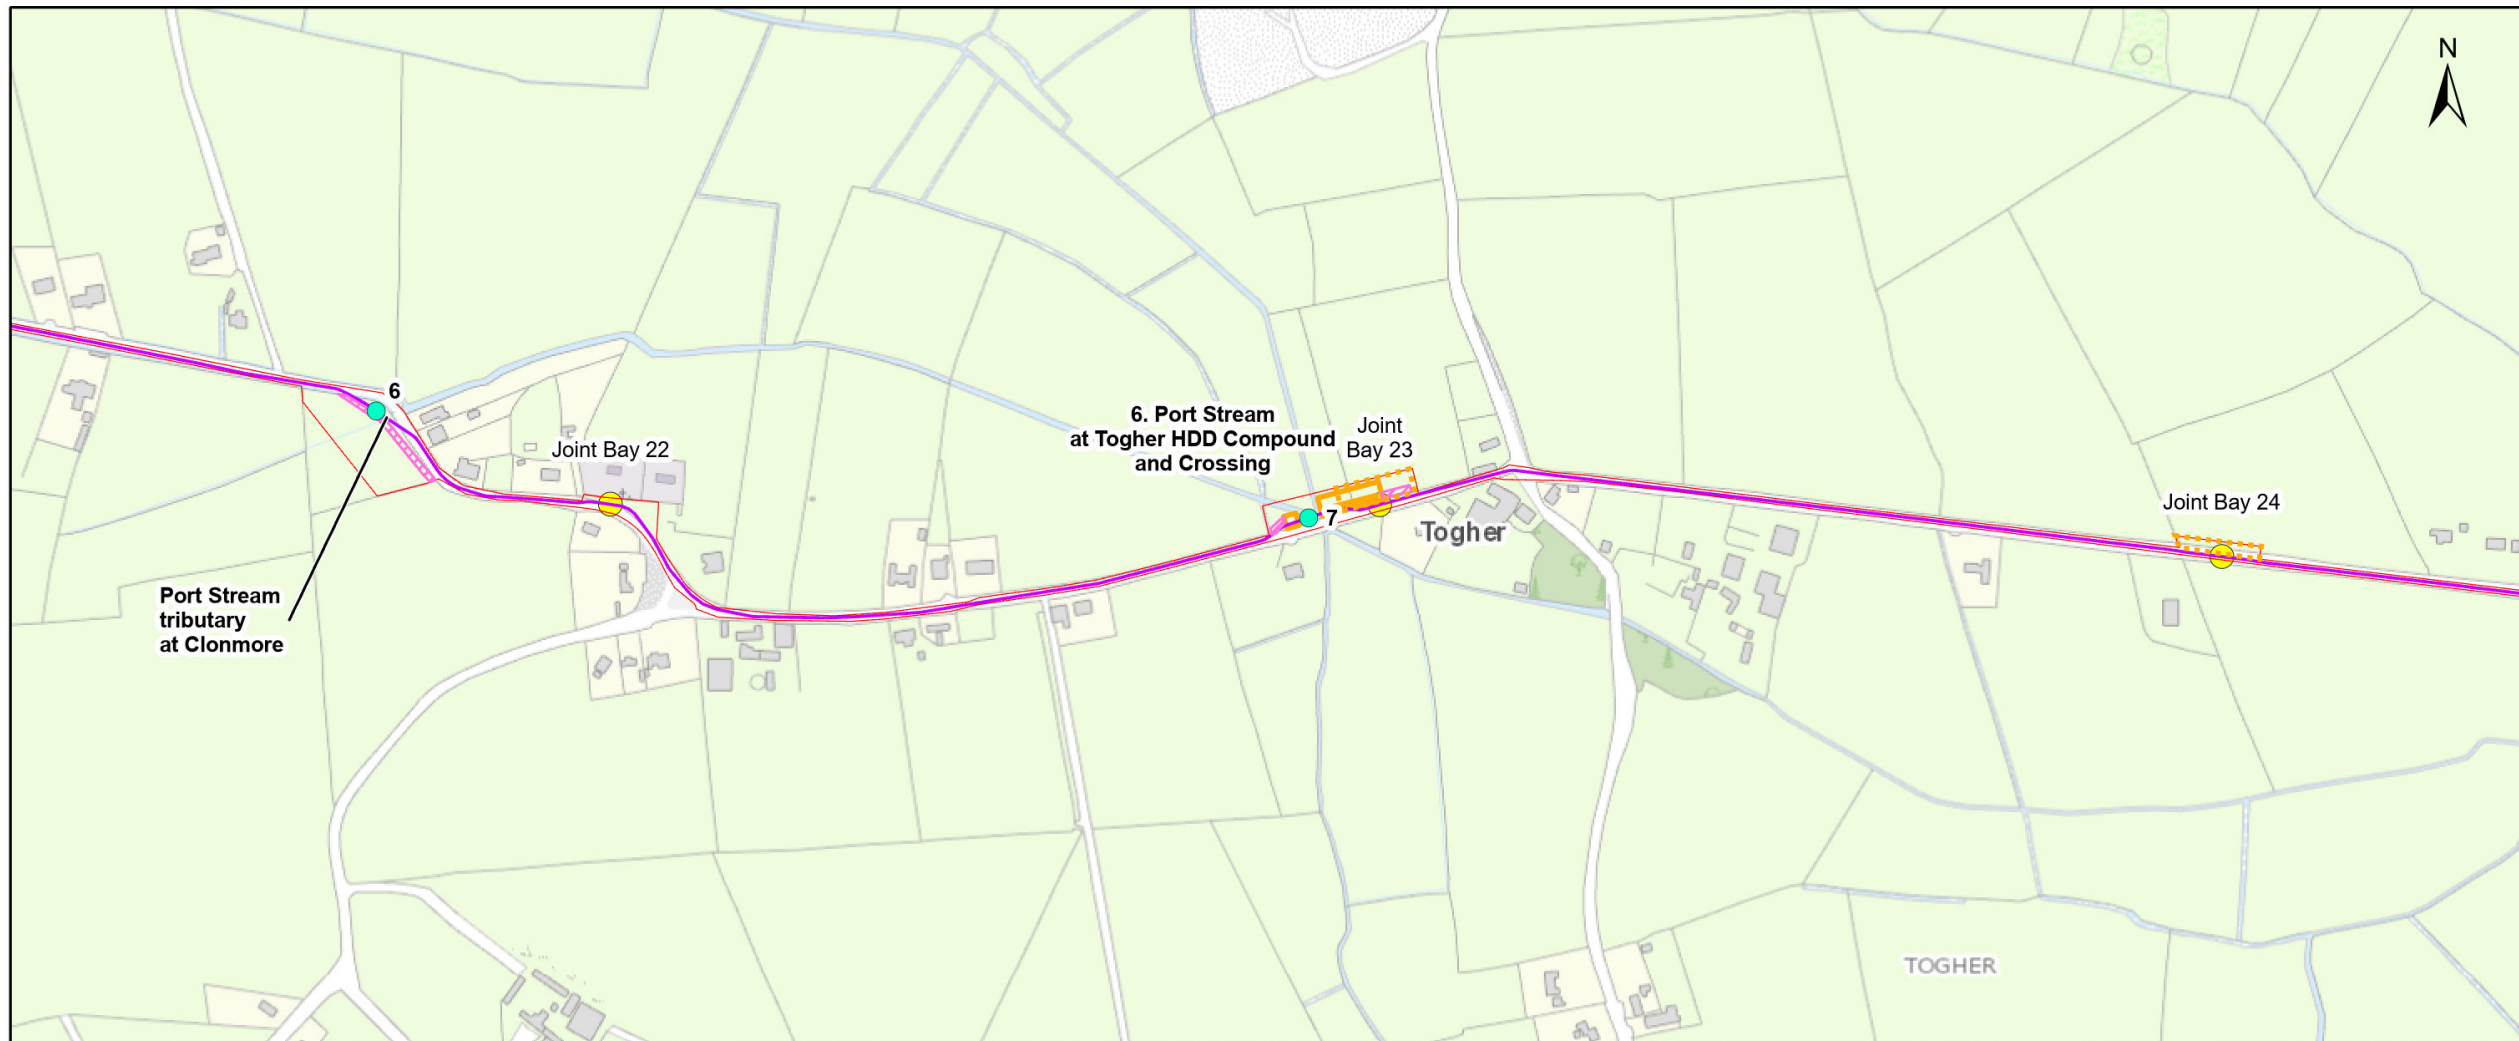 N
6
6. Port Stream
at Togher HDD Compound
and Crossing
Joint
Bay 23
Joint Bay 22
7
Togher
Joint Bay 24
Port Stream
tributary
at Clonmore
TOGHER